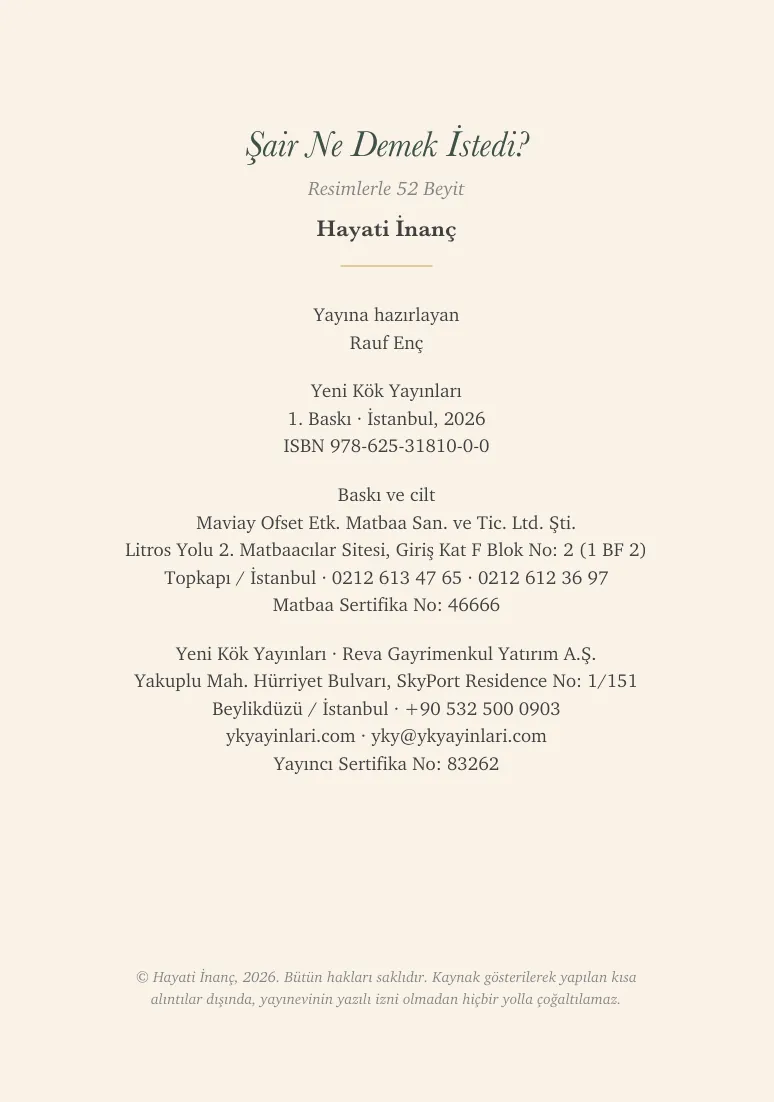 Şair Ne Demek İstedi?
Resimlerle 52 Beyit
Hayati İnanç
Yayına hazırlayan
Rauf Enç
Yeni Kök Yayınları
1. Baskı · İstanbul, 2026
ISBN 978-625-31810-0-0
Baskı ve cilt
Maviay Ofset Etk. Matbaa San. ve Tic. Ltd. Şti.
Litros Yolu 2. Matbaacılar Sitesi, Giriş Kat F Blok No: 2 (1 BF 2)
Topkapı / İstanbul · 0212 613 47 65 · 0212 612 36 97
Matbaa Sertifika No: 46666
Yeni Kök Yayınları · Reva Gayrimenkul Yatırım A.Ş.
Yakuplu Mah. Hürriyet Bulvarı, SkyPort Residence No: 1/151
Beylikdüzü / İstanbul · +90 532 500 0903
ykyayinlari.com · yky@ykyayinlari.com
Yayıncı Sertifika No: 83262
© Hayati İnanç, 2026. Bütün hakları saklıdır. Kaynak gösterilerek yapılan kısa
alıntılar dışında, yayınevinin yazılı izni olmadan hiçbir yolla çoğaltılamaz.